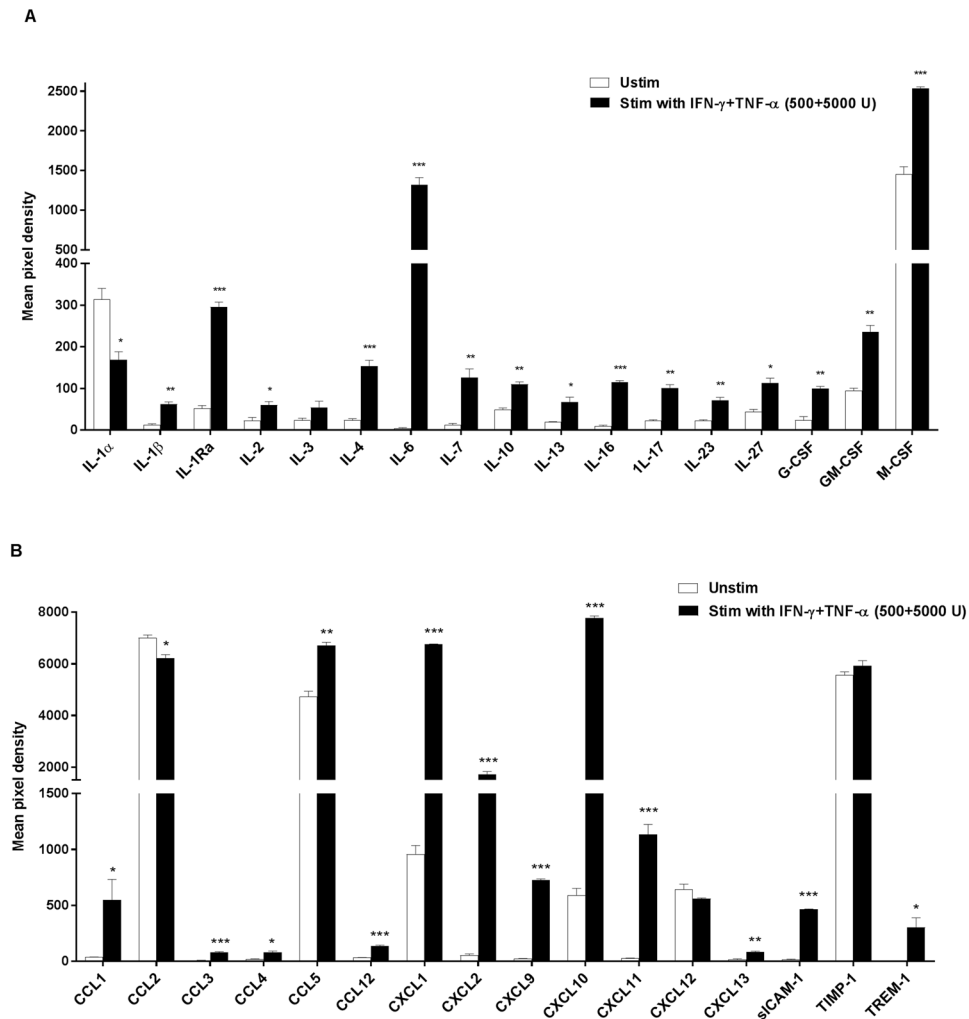 A
Ustim
Stim with IFN-γ+TNF-α (500+5000 U)
Mean pixel density
2500
2000
1500
1000
500
400
300
200
100
0
*
**
***
*
***
***
**
**
*
***
**
**
*
**
**
***
IL-1α
IL-1β
IL-1Ra
IL-2
IL-3
IL-4
IL-6
IL-7
IL-10
IL-13
IL-16
1L-17
IL-23
IL-27
G-CSF
GM-CSF
M-CSF
B
Unstim
Stim with IFN-γ+TNF-α (500+5000 U)
Mean pixel density
8000
6000
4000
2000
1500
1000
500
0
*
*
***
*
**
***
***
***
***
***
***
**
***
*
CCL1
CCL2
CCL3
CCL4
CCL5
CCL12
CXCL1
CXCL2
CXCL9
CXCL10
CXCL11
CXCL12
CXCL13
sICAM-1
TIMP-1
TREM-1